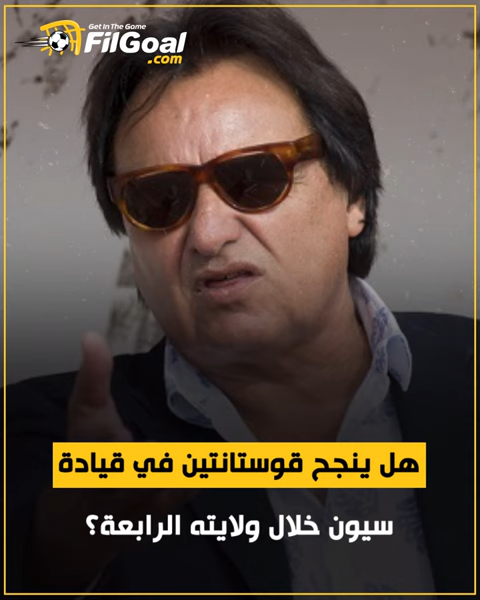 Get In The Game
FilGoal
.com
هل ينجح قوستانتين في قيادة
سيون خلال ولايته الرابعة؟